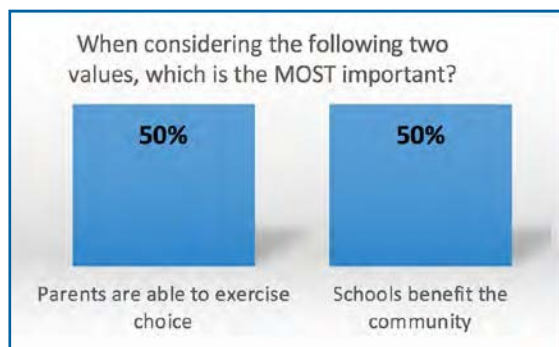 When considering the following two
values, which is the MOST important?
50%
50%
Parents are able to exercise
choice
Schools benefit the
community